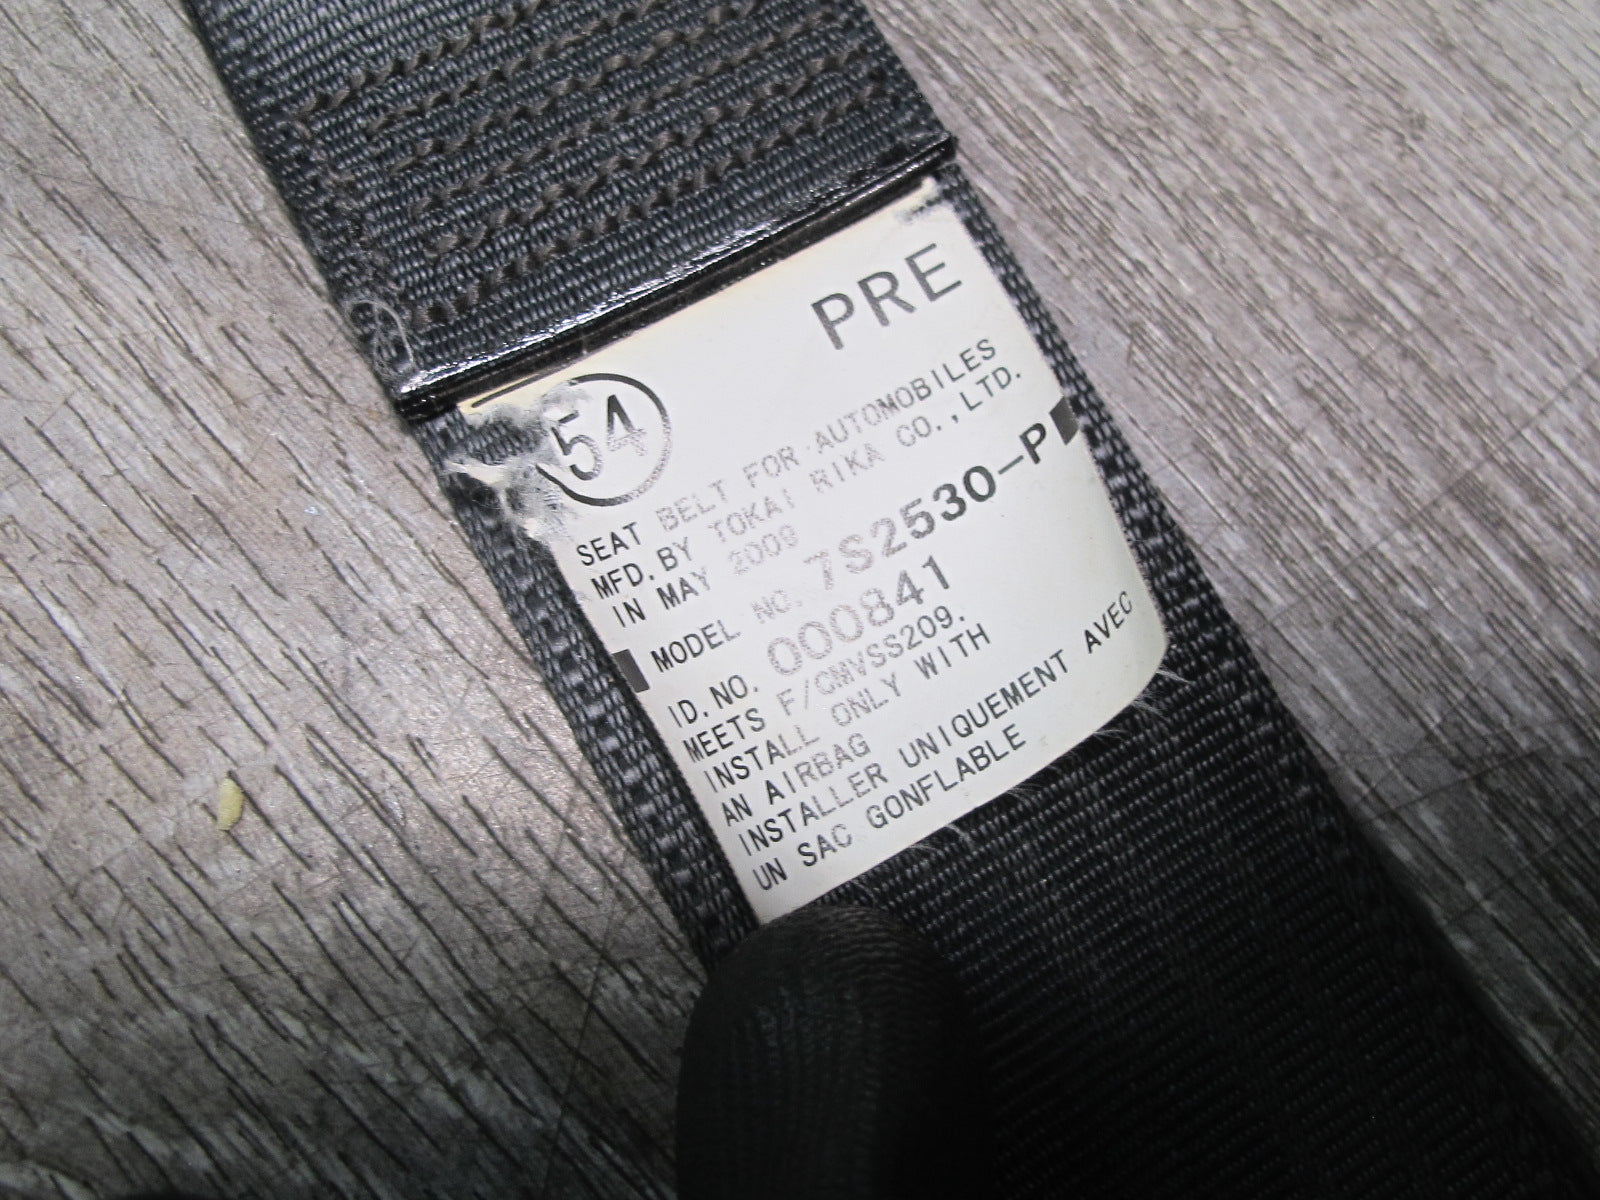 PRE
54
SEAT BELT FOR AUTOMOBILES
MFD. BY TOKAI RIKA CO.,LTD.
IN MAY 2009
MODEL NO. 7S2530-P
ID. NO. 000841
MEETS F/CMVSS209.
INSTALL ONLY WITH
AN AIRBAG
INSTALLER UNIQUEMENT AVEC
UN SAC GONFLABLE